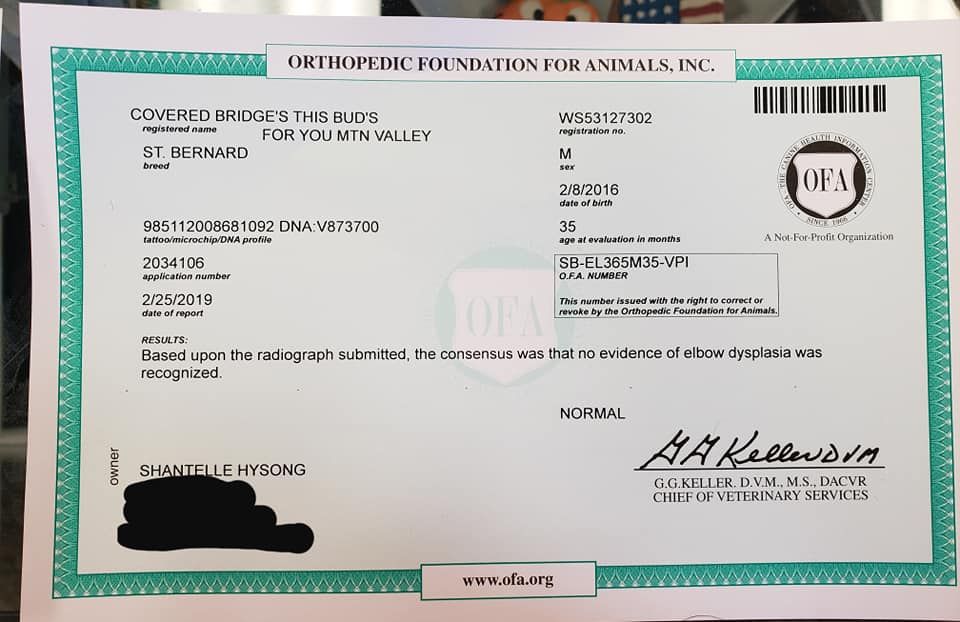 ORTHOPEDIC FOUNDATION FOR ANIMALS, INC.
COVERED BRIDGE'S THIS BUD'S
registered name
FOR YOU MTN VALLEY
ST. BERNARD
breed
WS53127302
registration no.
M
sex
2/8/2016
date of birth
OFA
OFA - THE CANINE HEALTH INFORMATION CENTER
SINCE 1966
A Not-For-Profit Organization
985112008681092 DNA:V873700
tattoo/microchip/DNA profile
35
age at evaluation in months
2034106
application number
SB-EL365M35-VPI
O.F.A. NUMBER
2/25/2019
date of report
This number issued with the right to correct or
revoke by the Orthopedic Foundation for Animals.
OFA
RESULTS:
Based upon the radiograph submitted, the consensus was that no evidence of elbow dysplasia was
recognized.
NORMAL
owner
SHANTELLE HYSONG
GG Keller DVM
G.G.KELLER. D.V.M., M.S., DACVR
CHIEF OF VETERINARY SERVICES
www.ofa.org